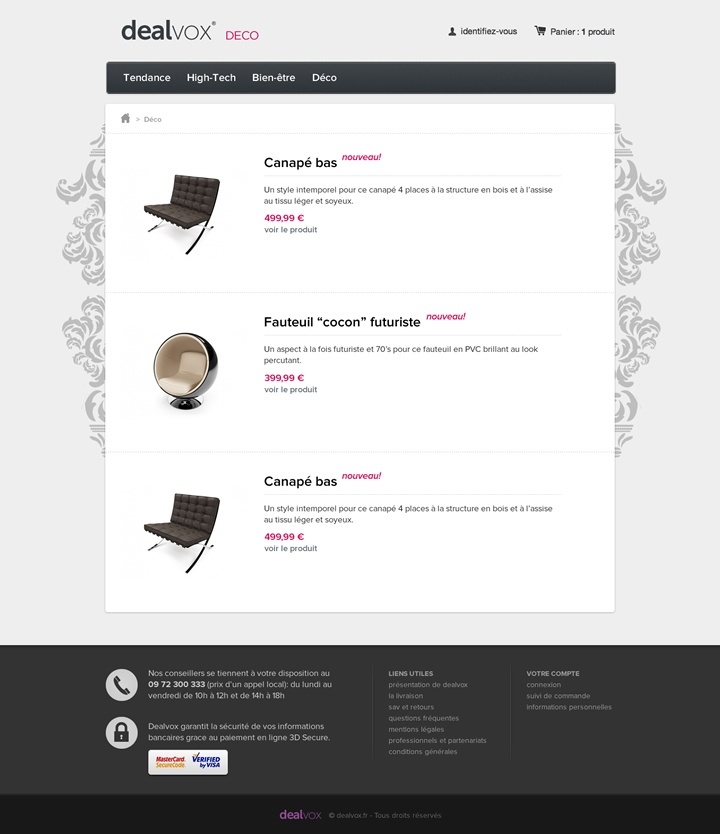 dealvox® DECO
identifiez-vous
Panier : 1 produit
Tendance High-Tech Bien-être Déco
> Déco
Canapé bas nouveau!
Un style intemporel pour ce canapé 4 places à la structure en bois et à l'assise
au tissu léger et soyeux.
499,99 €
voir le produit
Fauteuil “cocon” futuriste nouveau!
Un aspect à la fois futuriste et 70's pour ce fauteuil en PVC brillant au look
percutant.
399,99 €
voir le produit
Canapé bas nouveau!
Un style intemporel pour ce canapé 4 places à la structure en bois et à l'assise
au tissu léger et soyeux.
499,99 €
voir le produit
Nos conseillers se tiennent à votre disposition au
09 72 300 333 (prix d'un appel local): du lundi au
vendredi de 10h à 12h et de 14h à 18h
Dealvox garantit la sécurité de vos informations
bancaires grace au paiement en ligne 3D Secure.
MasterCard.
SecureCode.
VERIFIED
by VISA
LIENS UTILES
présentation de dealvox
la livraison
sav et retours
questions fréquentes
mentions légales
professionnels et partenariats
conditions générales
VOTRE COMPTE
connexion
suivi de commande
informations personnelles
dealvox © dealvox.fr - Tous droits réservés